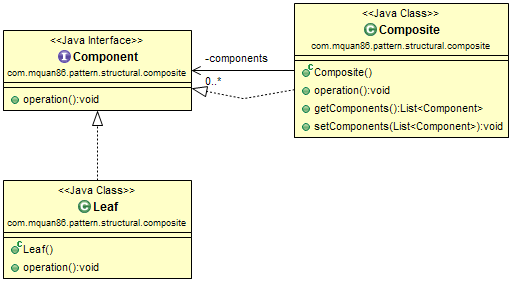 <<Java Interface>>
Component
com.mquan86.pattern.structural.composite
operation():void
-components
0..*
<<Java Class>>
Composite
com.mquan86.pattern.structural.composite
Composite()
operation():void
getComponents():List<Component>
setComponents(List<Component>):void
<<Java Class>>
Leaf
com.mquan86.pattern.structural.composite
Leaf()
operation():void